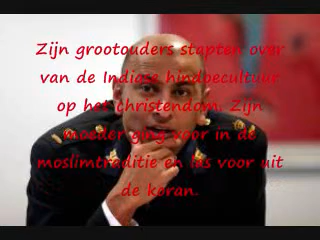 Zijn grootouders stapten over
van de Indiase hindoecultuur
op het christendom. Zijn
moeder ging voor in de
moslimtraditie en las voor uit
de koran.